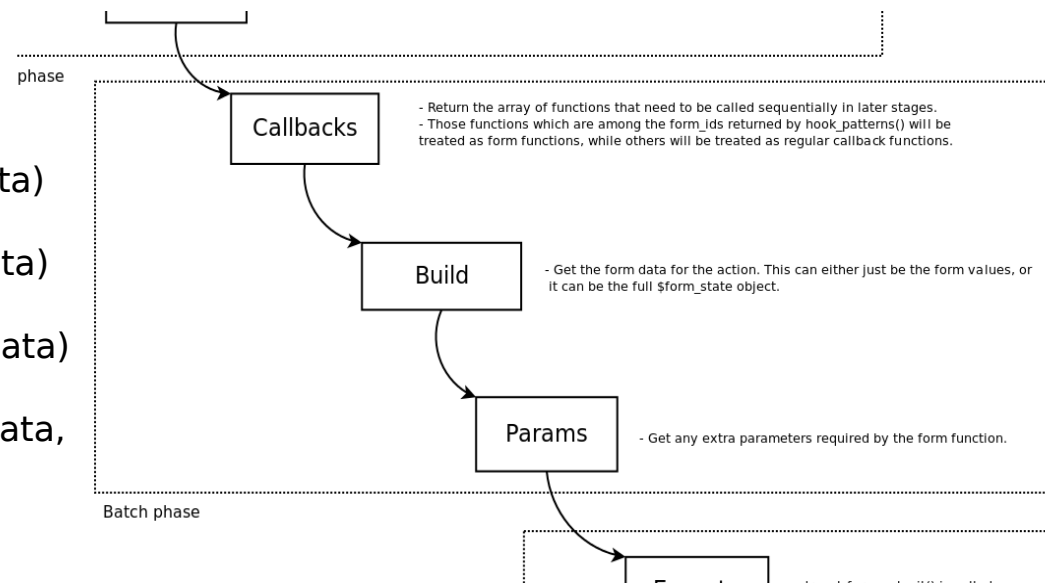 phase
Callbacks
- Return the array of functions that need to be called sequentially in later stages.
- Those functions which are among the form_ids returned by hook_patterns() will be
treated as form functions, while others will be treated as regular callback functions.
ta)
Build
- Get the form data for the action. This can either just be the form values, or
it can be the full $form_state object.
ta)
ata)
Params
- Get any extra parameters required by the form function.
ata,
Batch phase